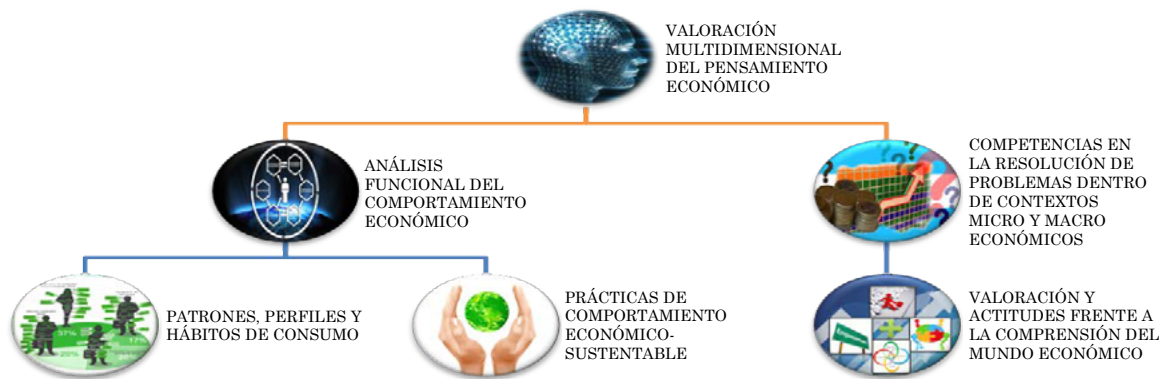 VALORACIÓN
MULTIDIMENSIONAL
DEL PENSAMIENTO
ECONÓMICO
ANÁLISIS
FUNCIONAL DEL
COMPORTAMIENTO
ECONÓMICO
COMPETENCIAS EN
LA RESOLUCIÓN DE
PROBLEMAS DENTRO
DE CONTEXTOS
MICRO Y MACRO
ECONÓMICOS
PATRONES, PERFILES Y
HÁBITOS DE CONSUMO
PRÁCTICAS DE
COMPORTAMIENTO
ECONÓMICO-
SUSTENTABLE
VALORACIÓN Y
ACTITUDES FRENTE A
LA COMPRENSIÓN DEL
MUNDO ECONÓMICO